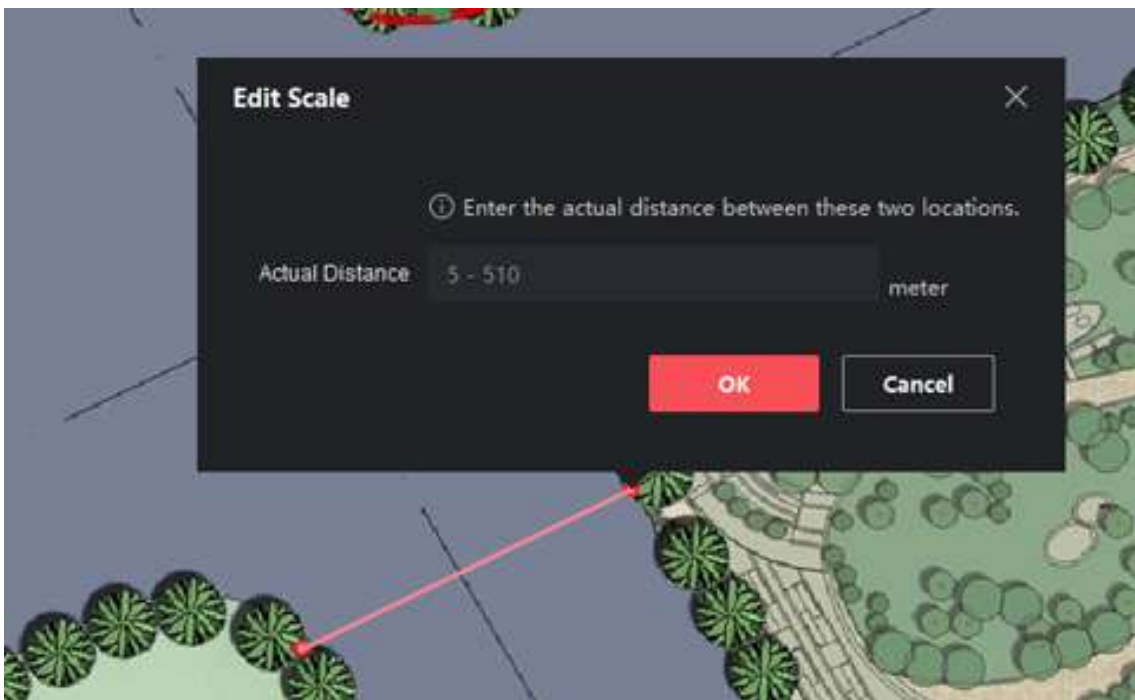 Edit Scale
Enter the actual distance between these two locations.
Actual Distance 5 - 510 meter
OK Cancel